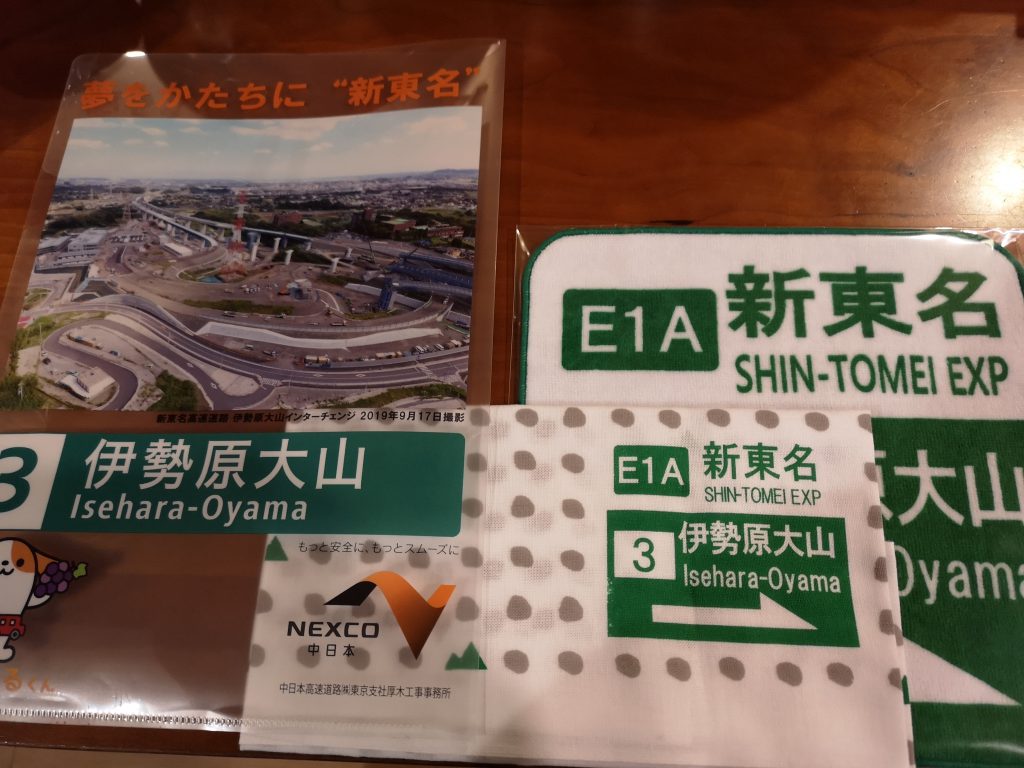 夢をかたちに “新東名”
新東名高速道路 伊勢原大山インターチェンジ 2019年9月17日撮影
3 伊勢原大山
Isehara-Oyama
もっと安全に、もっとスムーズに
NEXCO
中日本
中日本高速道路㈱東京支社厚木工事事務所
るくん
E1A 新東名
SHIN-TOMEI EXP
3 伊勢原大山
Isehara-Oyama
E1A 新東名
SHIN-TOMEI EXP
大山
Oyama